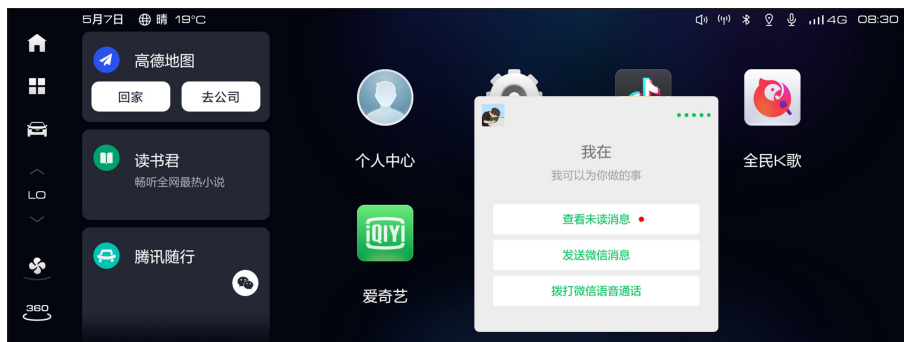 5月7日 晴 19°C
4G 08:30
高德地图
回家 去公司
读书君
畅听全网最热小说
腾讯随行
LO
360
个人中心
全民K歌
iQIYI
爱奇艺
我在
我可以为你做的事
查看未读消息
发送微信消息
拨打微信语音通话